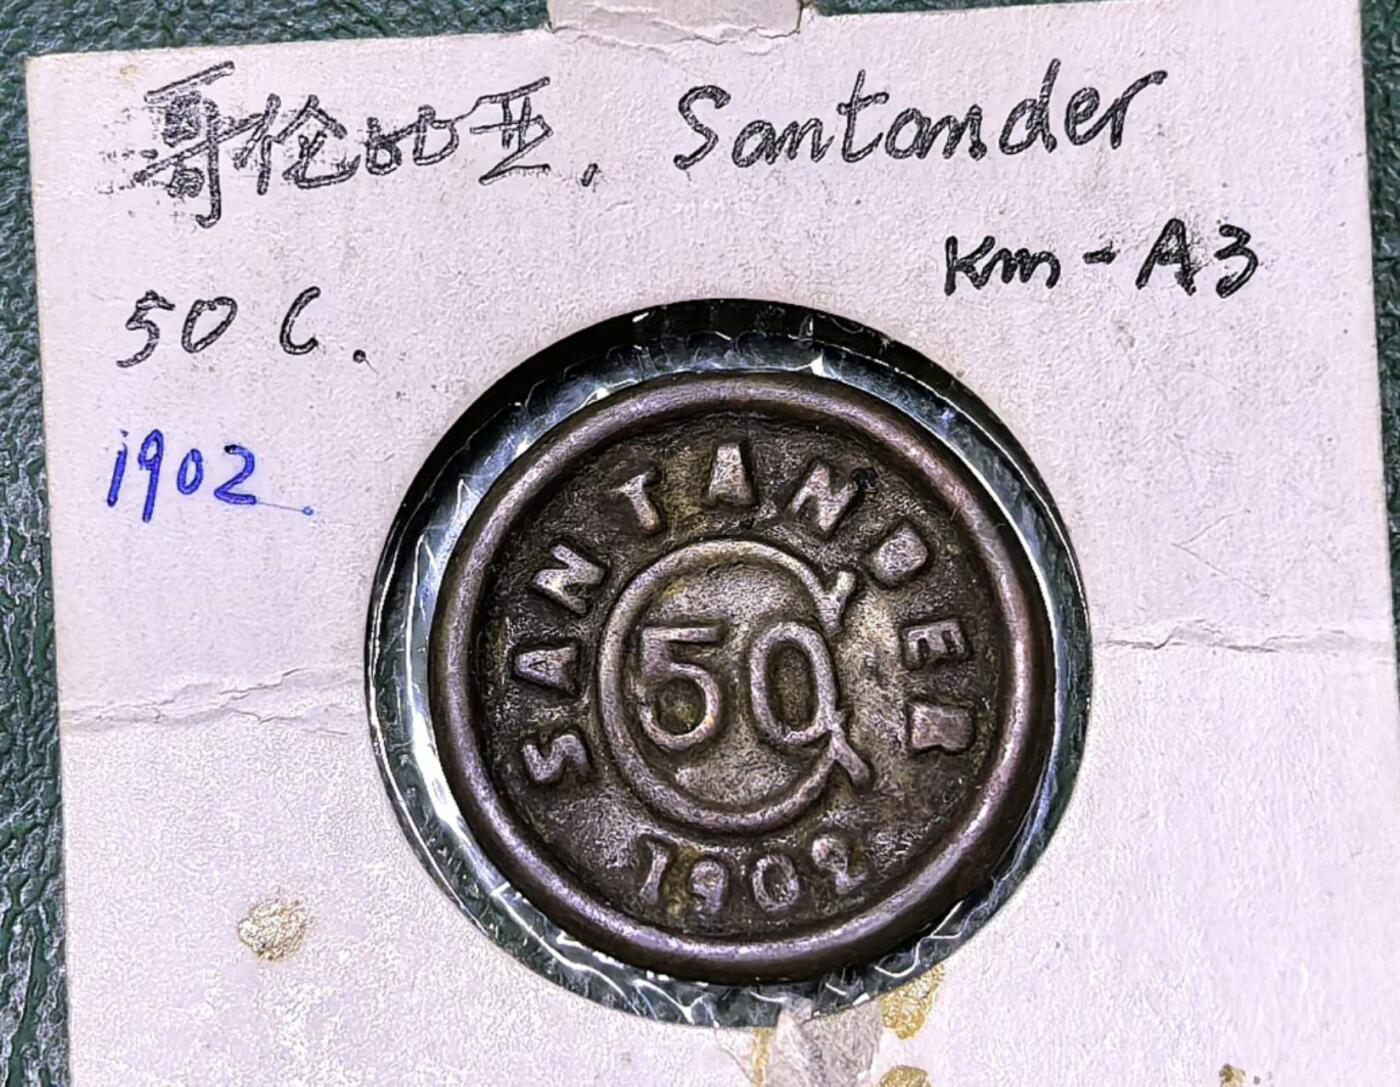 哥伦比亚. Santander
Km-A3
50 C.
1902.
SANTANDER
50
1902